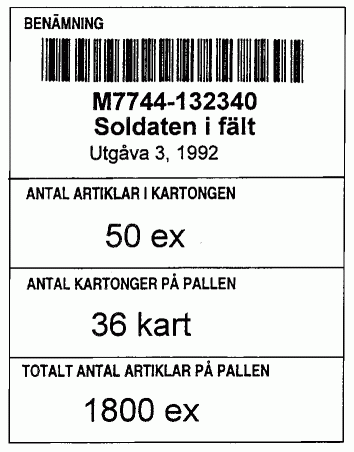 BENÄMNING
M7744-132340
Soldaten i fält
Utgåva 3, 1992
ANTAL ARTIKLAR I KARTONGEN
50 ex
ANTAL KARTONGER PÅ PALLEN
36 kart
TOTALT ANTAL ARTIKLAR PÅ PALLEN
1800 ex